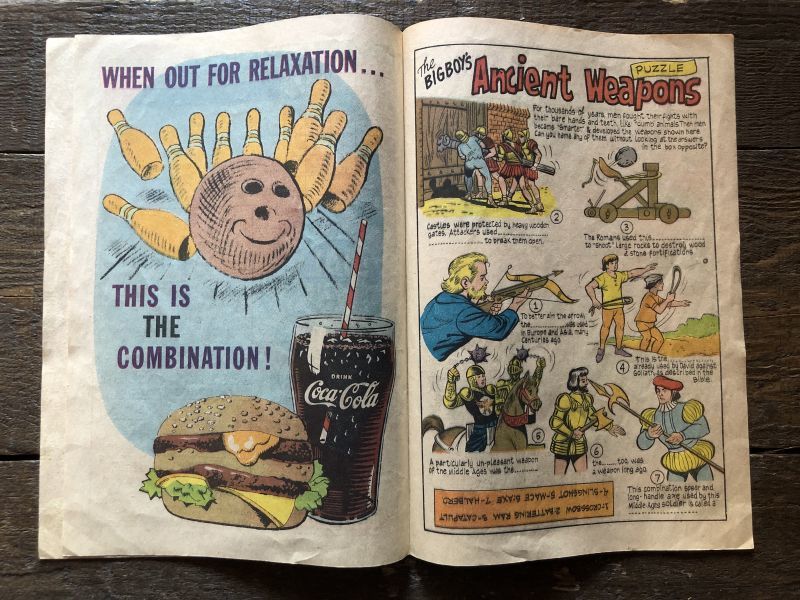 WHEN OUT FOR RELAXATION...
THIS IS
THE
COMBINATION!
DRINK
Coca-Cola
The
BIG BOY'S
Ancient Weapons
PUZZLE
For thousands of years, men fought their fights with
their bare hands and teeth, like "dumb" animals. Then men
became "smarter" & developed the weapons shown here.
Can you name any of them without looking at the answers
in the box opposite?
2
Castles were protected by heavy wooden
gates. Attackers used
to break them open.
3
The Romans used this
to "shoot" large rocks to destroy wood
& stone fortifications
1
To better aim the arrow,
the was used
in Europe and Asia, many
Centuries ago
4
This is the
already used by David against
Goliath, as described in the
Bible.
5
A particularly un-pleasant weapon
of the Middle Ages was the
6
the too, was
a weapon long ago.
7
This combination spear and
long-handle axe used by this
Middle Ages soldier is called a
1-CROSSBOW 2-BATTERING RAM 3-CATAPULT
4-SLINGSHOT 5-MACE 6-AXE 7-HALBERD